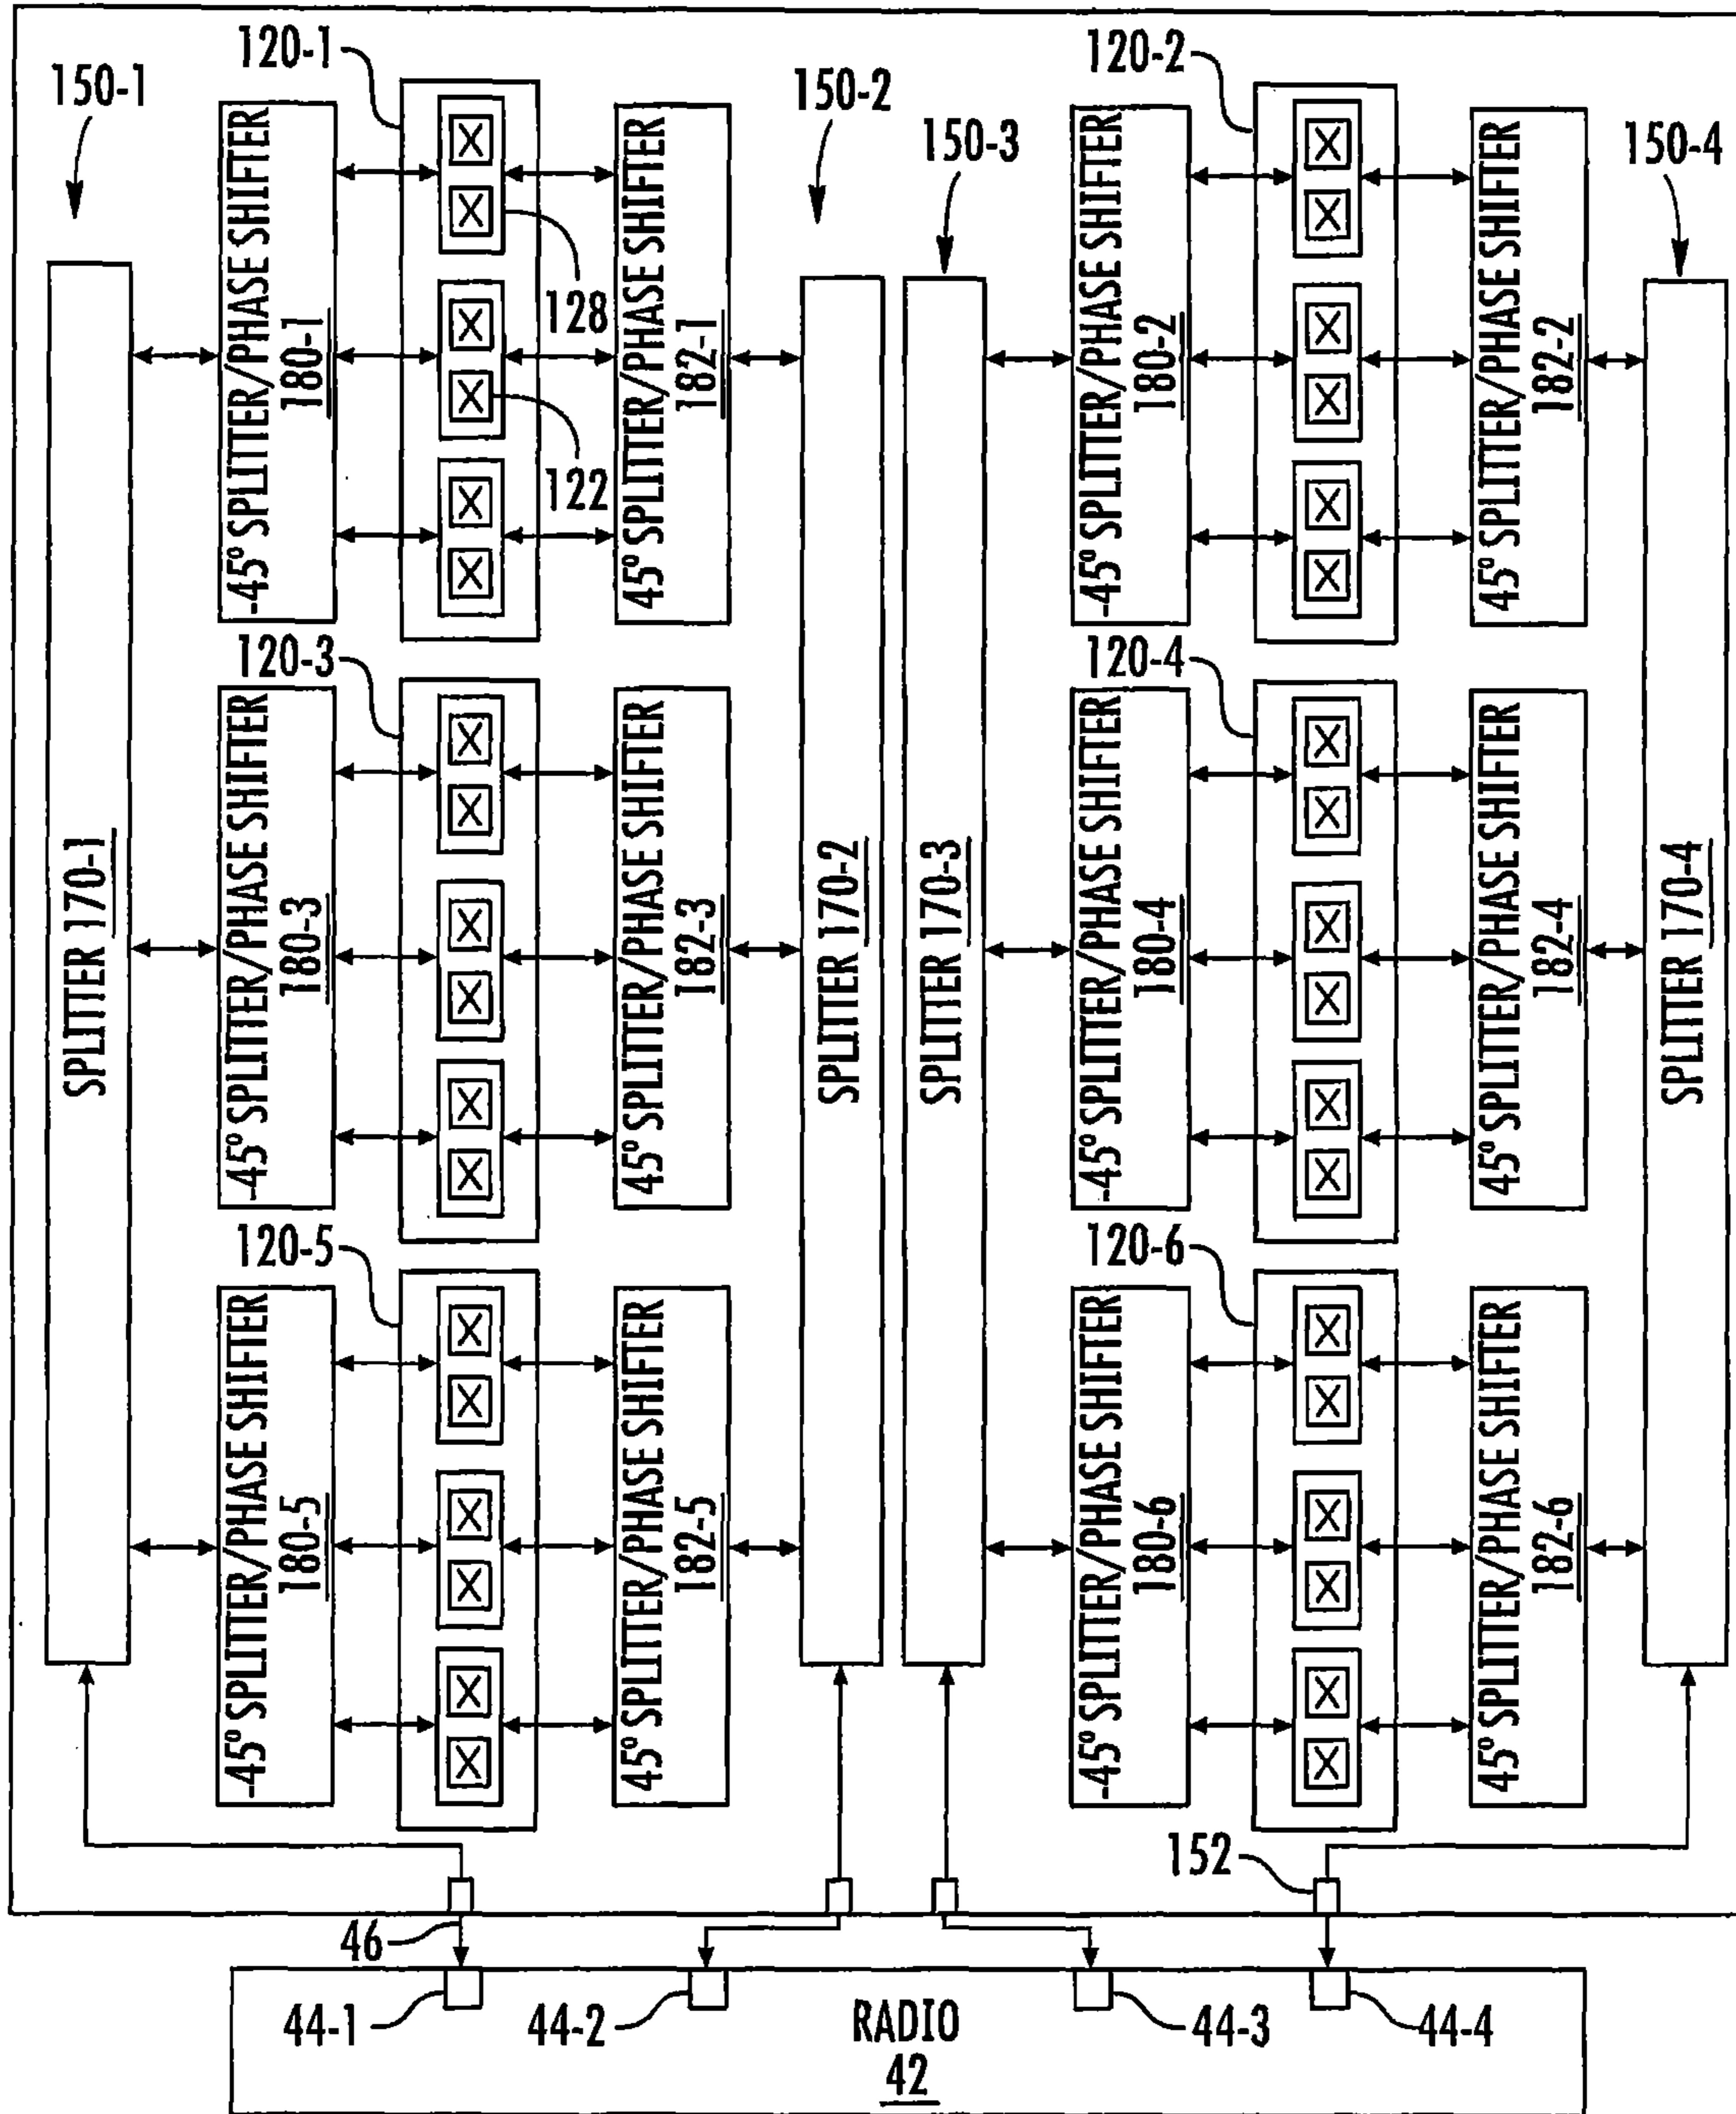 120-1
150-1
150-2
120-2
150-3
150-4
-45° SPLITTER/PHASE SHIFTER
180-1
128
122
45° SPLITTER/PHASE SHIFTER
182-1
-45° SPLITTER/PHASE SHIFTER
180-2
45° SPLITTER/PHASE SHIFTER
182-2
120-3
120-4
SPLITTER 170-1
-45° SPLITTER/PHASE SHIFTER
180-3
45° SPLITTER/PHASE SHIFTER
182-3
SPLITTER 170-2
SPLITTER 170-3
-45° SPLITTER/PHASE SHIFTER
180-4
45° SPLITTER/PHASE SHIFTER
182-4
SPLITTER 170-4
120-5
120-6
-45° SPLITTER/PHASE SHIFTER
180-5
45° SPLITTER/PHASE SHIFTER
182-5
-45° SPLITTER/PHASE SHIFTER
180-6
45° SPLITTER/PHASE SHIFTER
182-6
152
46
44-1
44-2
RADIO
42
44-3
44-4